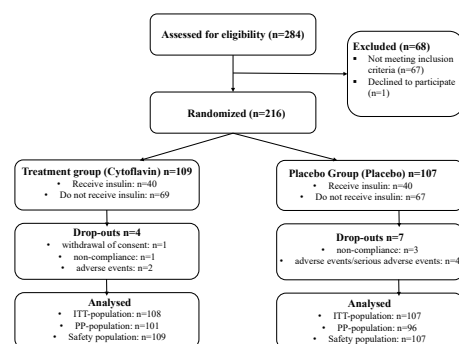 Assessed for eligibility (n=284)
Excluded (n=68)
▪ Not meeting inclusion
criteria (n=67)
▪ Declined to participate
(n=1)
Randomized (n=216)
Treatment group (Cytoflavin) n=109
• Receive insulin: n=40
• Do not receive insulin: n=69
Placebo Group (Placebo) n=107
• Receive insulin: n=40
• Do not receive insulin: n=67
Drop-outs n=4
• withdrawal of consent: n=1
• non-compliance: n=1
• adverse events: n=2
Drop-outs n=7
• non-compliance: n=3
• adverse events/serious adverse events: n=4
Analysed
• ITT-population: n=108
• PP-population: n=101
• Safety population: n=109
Analysed
• ITT-population: n=107
• PP-population: n=96
• Safety population: n=107